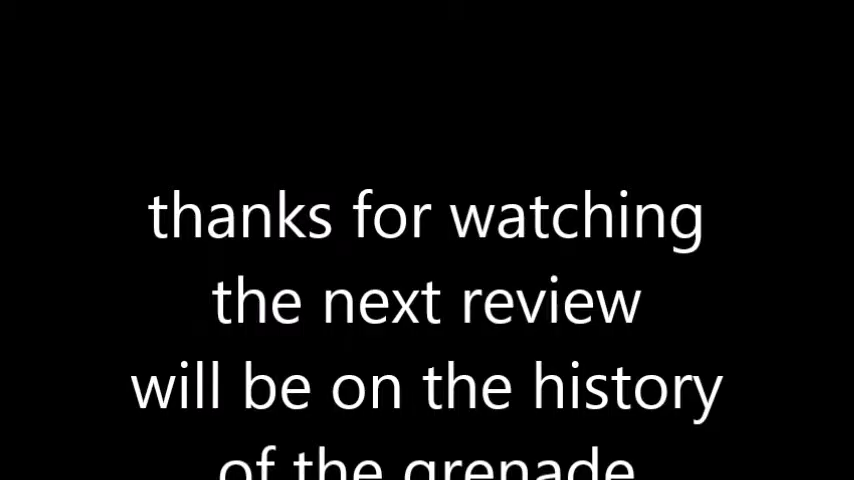 thanks for watching
the next review
will be on the history
of the grenade